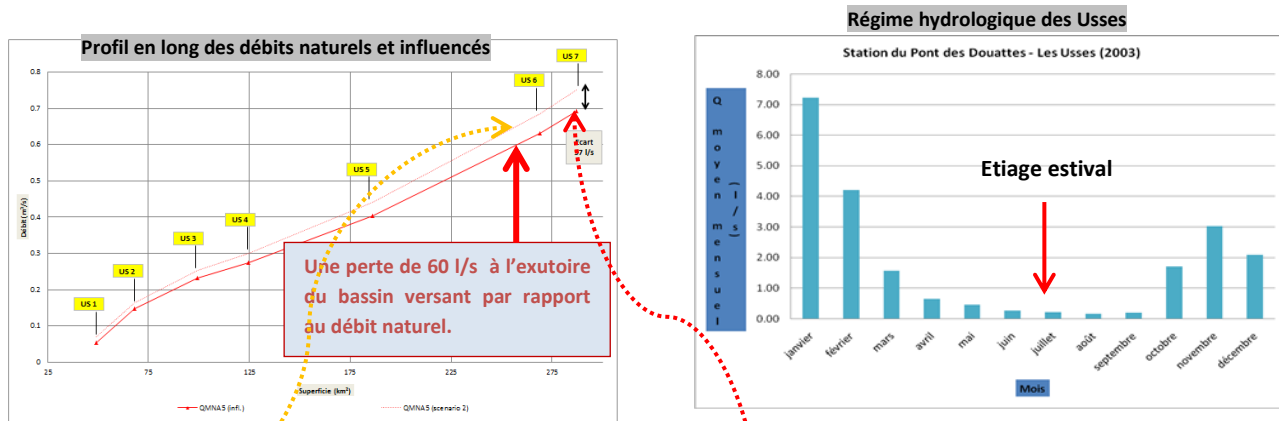 Profil en long des débits naturels et influencés
0.8
0.7
0.6
0.5
0.4
0.3
0.2
0.1
0
Débit (m³/s)
US 1
US 2
US 3
US 4
US 5
US 6
US 7
Ecart
57 l/s
Une perte de 60 l/s à l’exutoire
du bassin versant par rapport
au débit naturel.
25
75
125
175
225
275
Superficie (km²)
QMNA5 (infl.)
QMNA5 (scenario 2)
Régime hydrologique des Usses
Station du Pont des Douattes - Les Usses (2003)
Q moyen mensuel (l/s)
8.00
7.00
6.00
5.00
4.00
3.00
2.00
1.00
0.00
Etiage estival
janvier
février
mars
avril
mai
juin
juillet
août
septembre
octobre
novembre
décembre
Mois